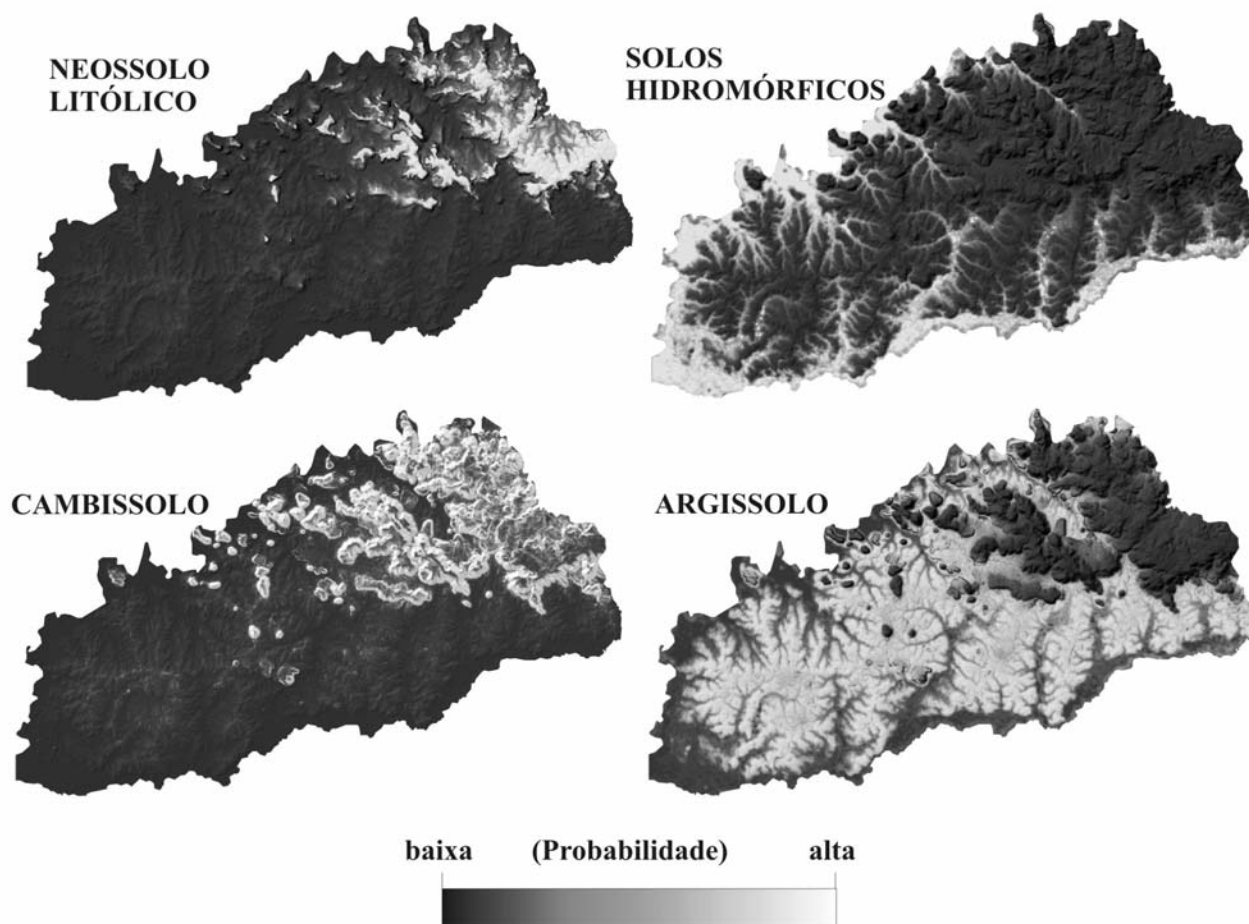 NEOSSOLO
LITÓLICO
SOLOS
HIDROMÓRFICOS
CAMBISSOLO
ARGISSOLO
baixa (Probabilidade) alta